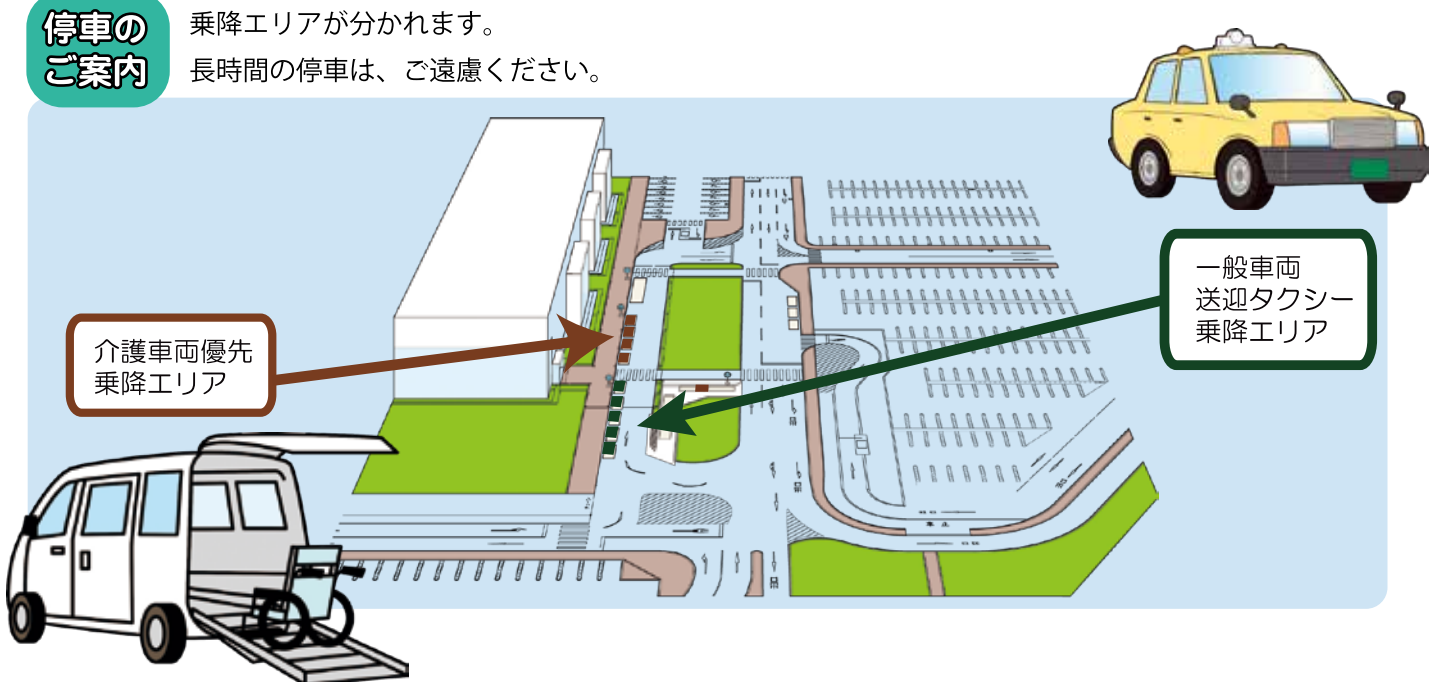 停車の
ご案内
乗降エリアが分かれます。
長時間の停車は、ご遠慮ください。
一般車両
送迎タクシー
乗降エリア
介護車両優先
乗降エリア